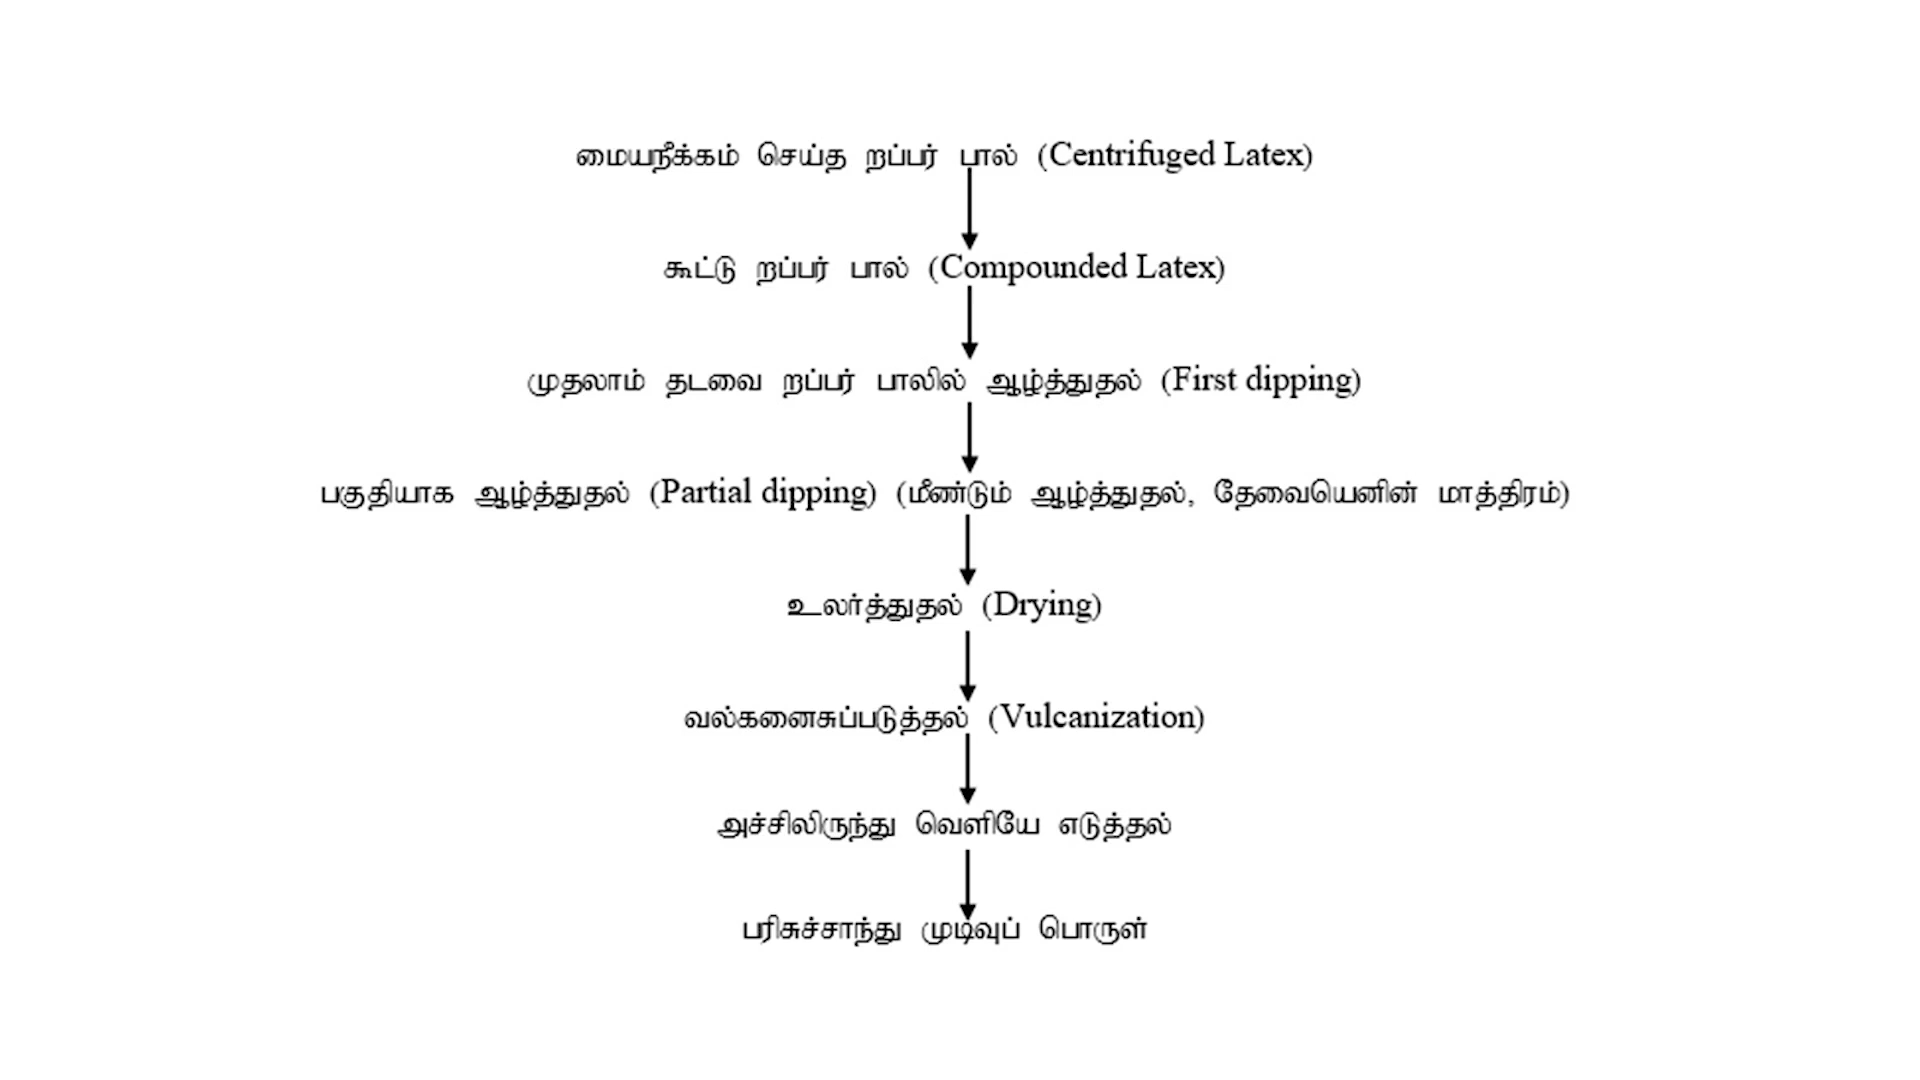 மையநீக்கம் செய்த றப்பர் பால் (Centrifuged Latex)
கூட்டு றப்பர் பால் (Compounded Latex)
முதலாம் தடவை றப்பர் பாலில் ஆழ்த்துதல் (First dipping)
பகுதியாக ஆழ்த்துதல் (Partial dipping) (மீண்டும் ஆழ்த்துதல், தேவையெனின் மாத்திரம்)
உலர்த்துதல் (Drying)
வல்கனைசுப்படுத்தல் (Vulcanization)
அச்சிலிருந்து வெளியே எடுத்தல்
பரிசுச்சாந்து முடிவுப் பொருள்